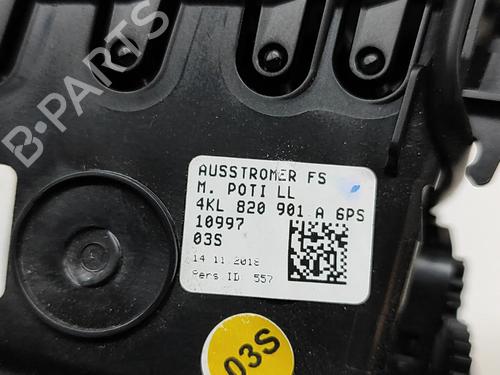 B-PARTS
AUSSTROMER FS
M. POTI LL
4KL 820 901 A 6PS
10997
03S
14.11.2018
Pers.ID: 557
03S